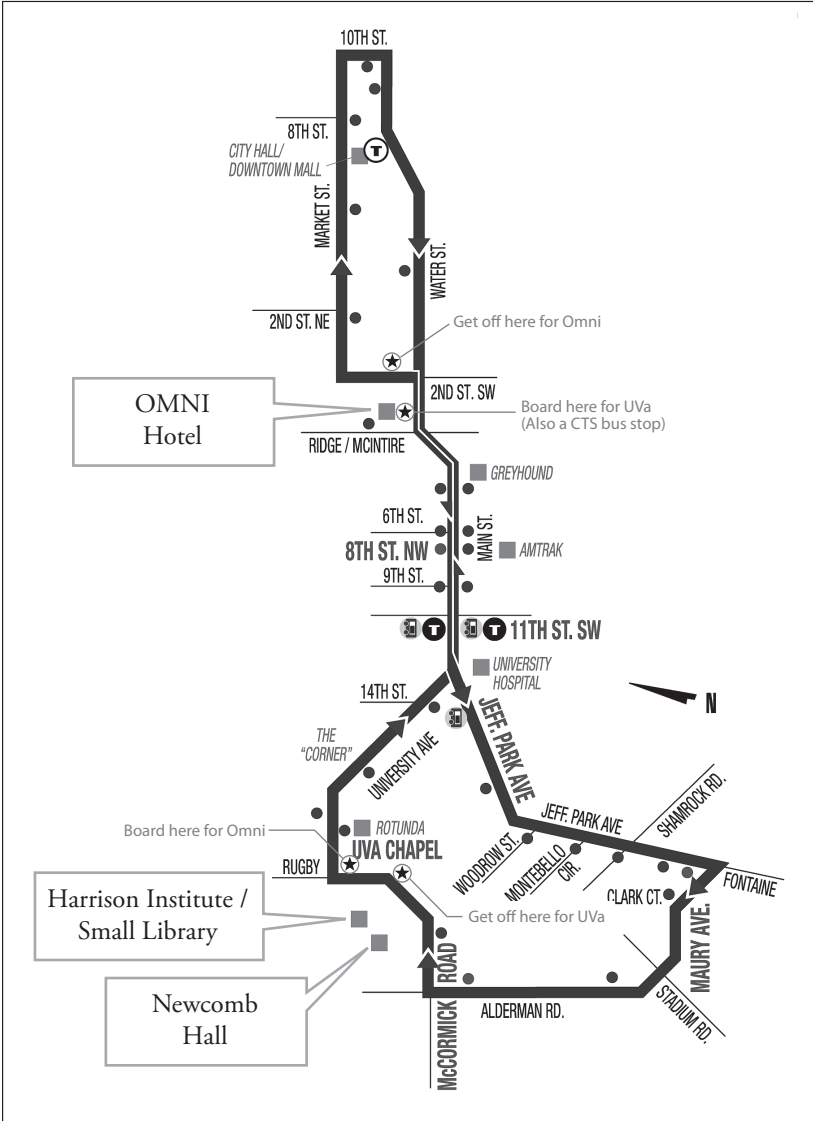 10TH ST.
8TH ST.
CITY HALL/
DOWNTOWN MALL
T
MARKET ST.
WATER ST.
2ND ST. NE
Get off here for Omni
2ND ST. SW
OMNI
Hotel
Board here for UVa
(Also a CTS bus stop)
RIDGE / MCINTIRE
GREYHOUND
6TH ST.
MAIN ST.
8TH ST. NW
AMTRAK
9TH ST.
T
T
11TH ST. SW
UNIVERSITY
HOSPITAL
14TH ST.
N
JEFF. PARK AVE
THE
"CORNER"
UNIVERSITY AVE
JEFF. PARK AVE
SHAMROCK RD.
Board here for Omni
ROTUNDA
UVA CHAPEL
WOODROW ST.
MONTEBELLO
CIR.
RUGBY
FONTAINE
CLARK CT.
Harrison Institute /
Small Library
Get off here for UVa
MAURY AVE.
Newcomb
Hall
McCORMICK ROAD
ALDERMAN RD.
STADIUM RD.